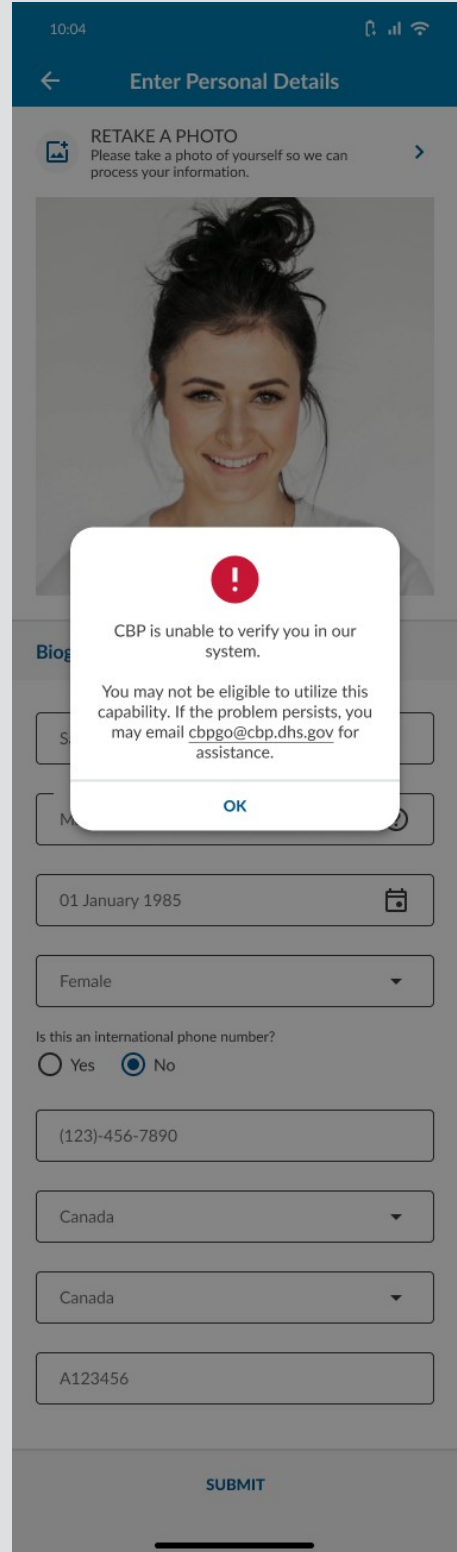 10:04
Enter Personal Details
RETAKE A PHOTO
Please take a photo of yourself so we can
process your information.
CBP is unable to verify you in our
system.
You may not be eligible to utilize this
capability. If the problem persists, you
may email cbpgo@cbp.dhs.gov for
assistance.
OK
01 January 1985
Female
Is this an international phone number?
Yes No
(123)-456-7890
Canada
Canada
A123456
SUBMIT